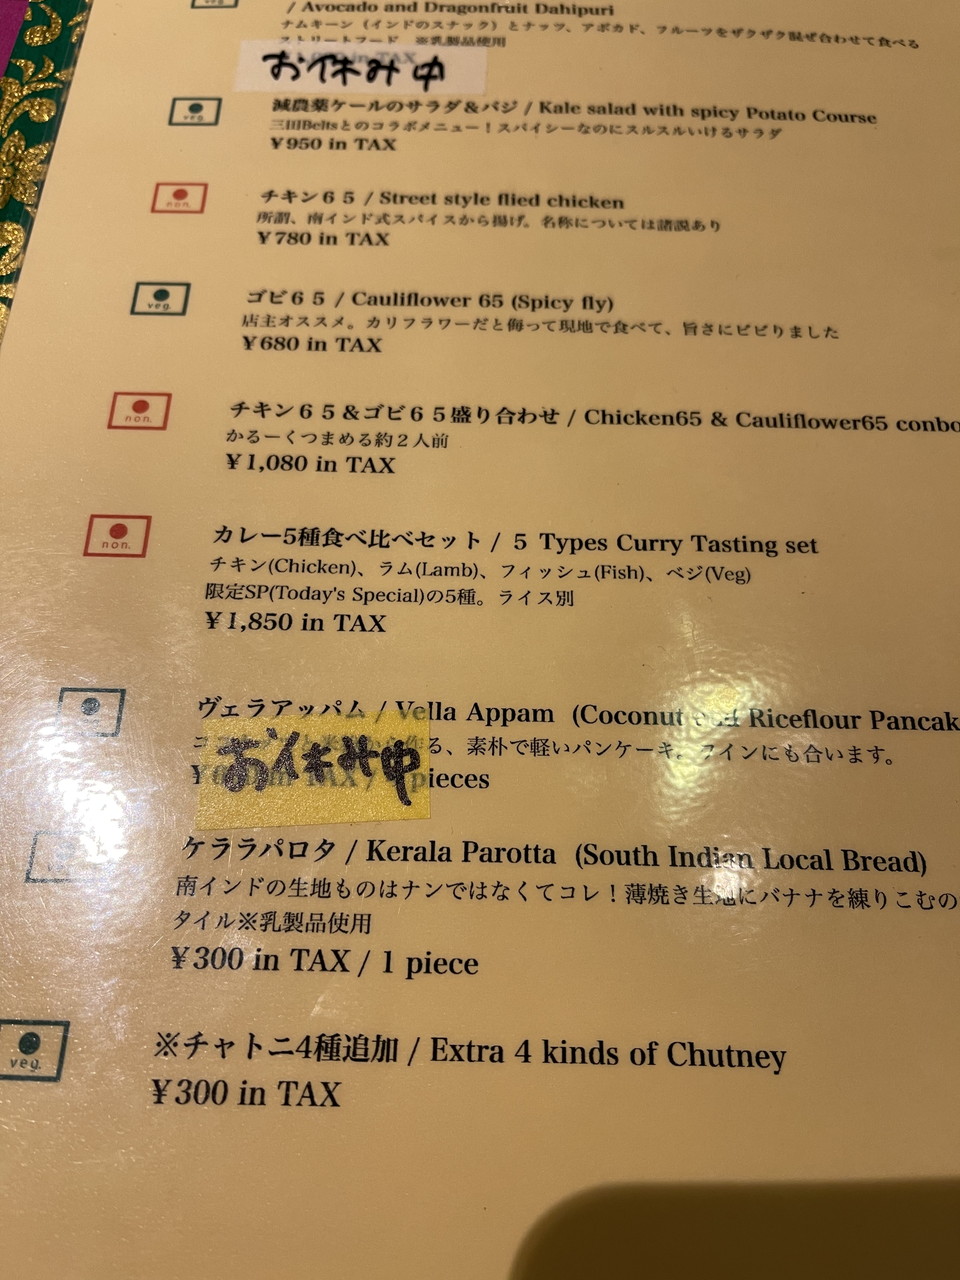 / Avocado and Dragonfruit Dahipuri
ナムキーン（インドのスナック）とナッツ、アボカド、フルーツをザクザク混ぜ合わせて食べる
ストリートフード　※乳製品使用
in TAX
お休み中
veg.
減農薬ケールのサラダ＆バジ / Kale salad with spicy Potato Course
三川Beltsとのコラボメニュー！スパイシーなのにスルスルいけるサラダ
¥950 in TAX
non.
チキン６５ / Street style flied chicken
所謂、南インド式スパイスから揚げ。名称については諸説あり
¥780 in TAX
veg.
ゴビ６５ / Cauliflower 65 (Spicy fly)
店主オススメ。カリフラワーだと侮って現地で食べて、旨さにビビりました
¥680 in TAX
non.
チキン６５＆ゴビ６５盛り合わせ / Chicken65 & Cauliflower65 conbo
かるーくつまめる約２人前
¥1,080 in TAX
non.
カレー5種食べ比べセット / 5 Types Curry Tasting set
チキン(Chicken)、ラム(Lamb)、フィッシュ(Fish)、ベジ(Veg)
限定SP(Today's Special)の5種。ライス別
¥1,850 in TAX
ヴェラアッパム / Vella Appam (Coconut Riceflour Pancak
作る、素朴で軽いパンケーキ。ワインにも合います。
お休み中
TAX / pieces
ケララパロタ / Kerala Parotta (South Indian Local Bread)
南インドの生地ものはナンではなくてコレ！薄焼き生地にバナナを練りこむの
タイル※乳製品使用
¥300 in TAX / 1 piece
veg.
※チャトニ4種追加 / Extra 4 kinds of Chutney
¥300 in TAX